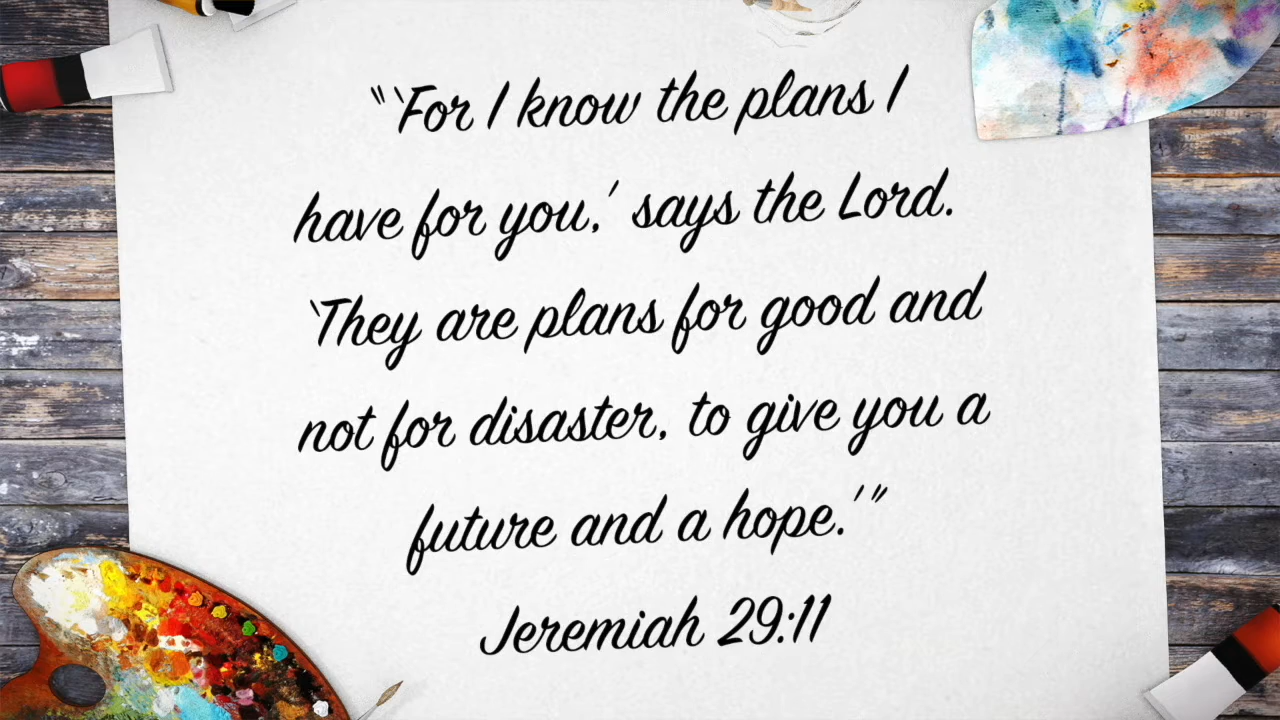 "‘For I know the plans I
have for you,’ says the Lord.
‘They are plans for good and
not for disaster, to give you a
future and a hope.’"
Jeremiah 29:11